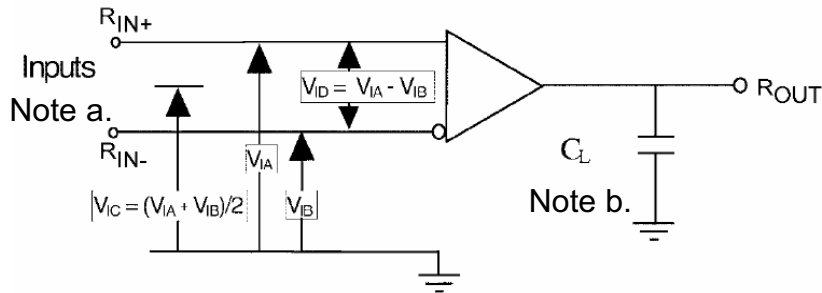 RIN+
Inputs
Note a.
RIN-
VID = VIA - VIB
VIA
VIC = (VIA + VIB)/2
VIB
ROUT
CL
Note b.